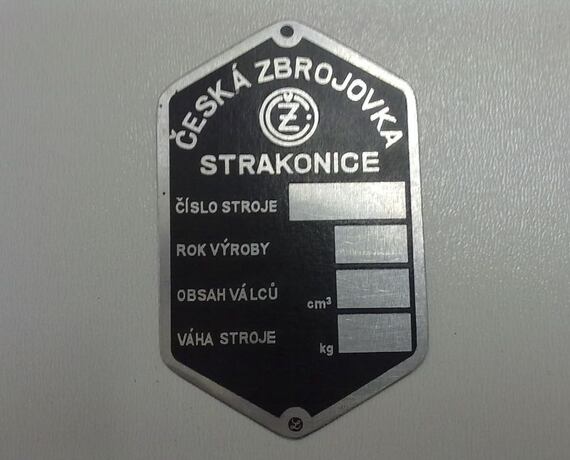 ČESKÁ ZBROJOVKA
ČZ
STRAKONICE
ČÍSLO STROJE
ROK VÝROBY
OBSAH VÁLCŮ cm³
VÁHA STROJE kg